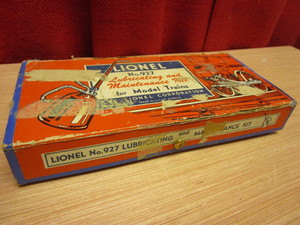 LIONEL
No. 927
Lubricating and
Maintenance Kit
for Model Trains
LIONEL CORPORATION
LIONEL No. 927 LUBRICATING and MAINTENANCE KIT